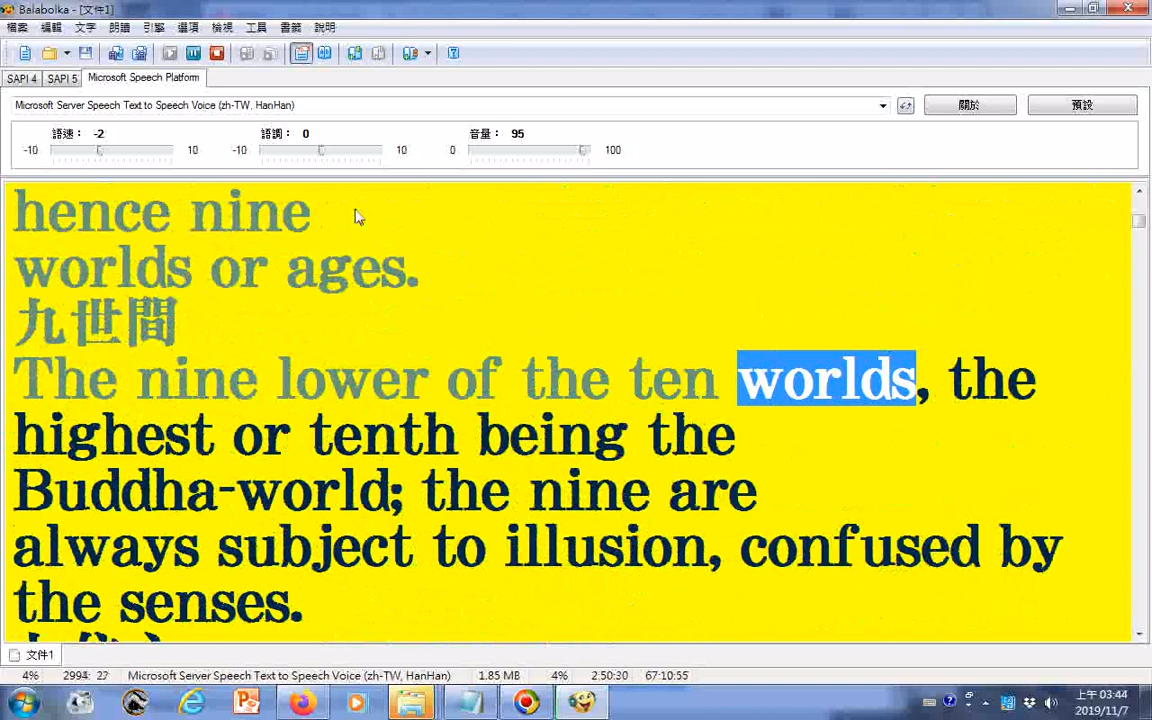 Balabolka - [文件1]
檔案 編輯 文字 朗讀 引擎 選項 檢視 工具 書籤 說明
SAPI 4 SAPI 5 Microsoft Speech Platform
Microsoft Server Speech Text to Speech Voice (zh-TW, HanHan) 關於 預設
語速： -2 語調： 0 音量： 95
-10 10 -10 10 0 100
hence nine
worlds or ages.
九世間
The nine lower of the ten worlds, the
highest or tenth being the
Buddha-world; the nine are
always subject to illusion, confused by
the senses.
文件1
4% 2994: 27 Microsoft Server Speech Text to Speech Voice (zh-TW, HanHan) 1.85 MB 4% 2:50:30 67:10:55
上午 03:44
2019/11/7